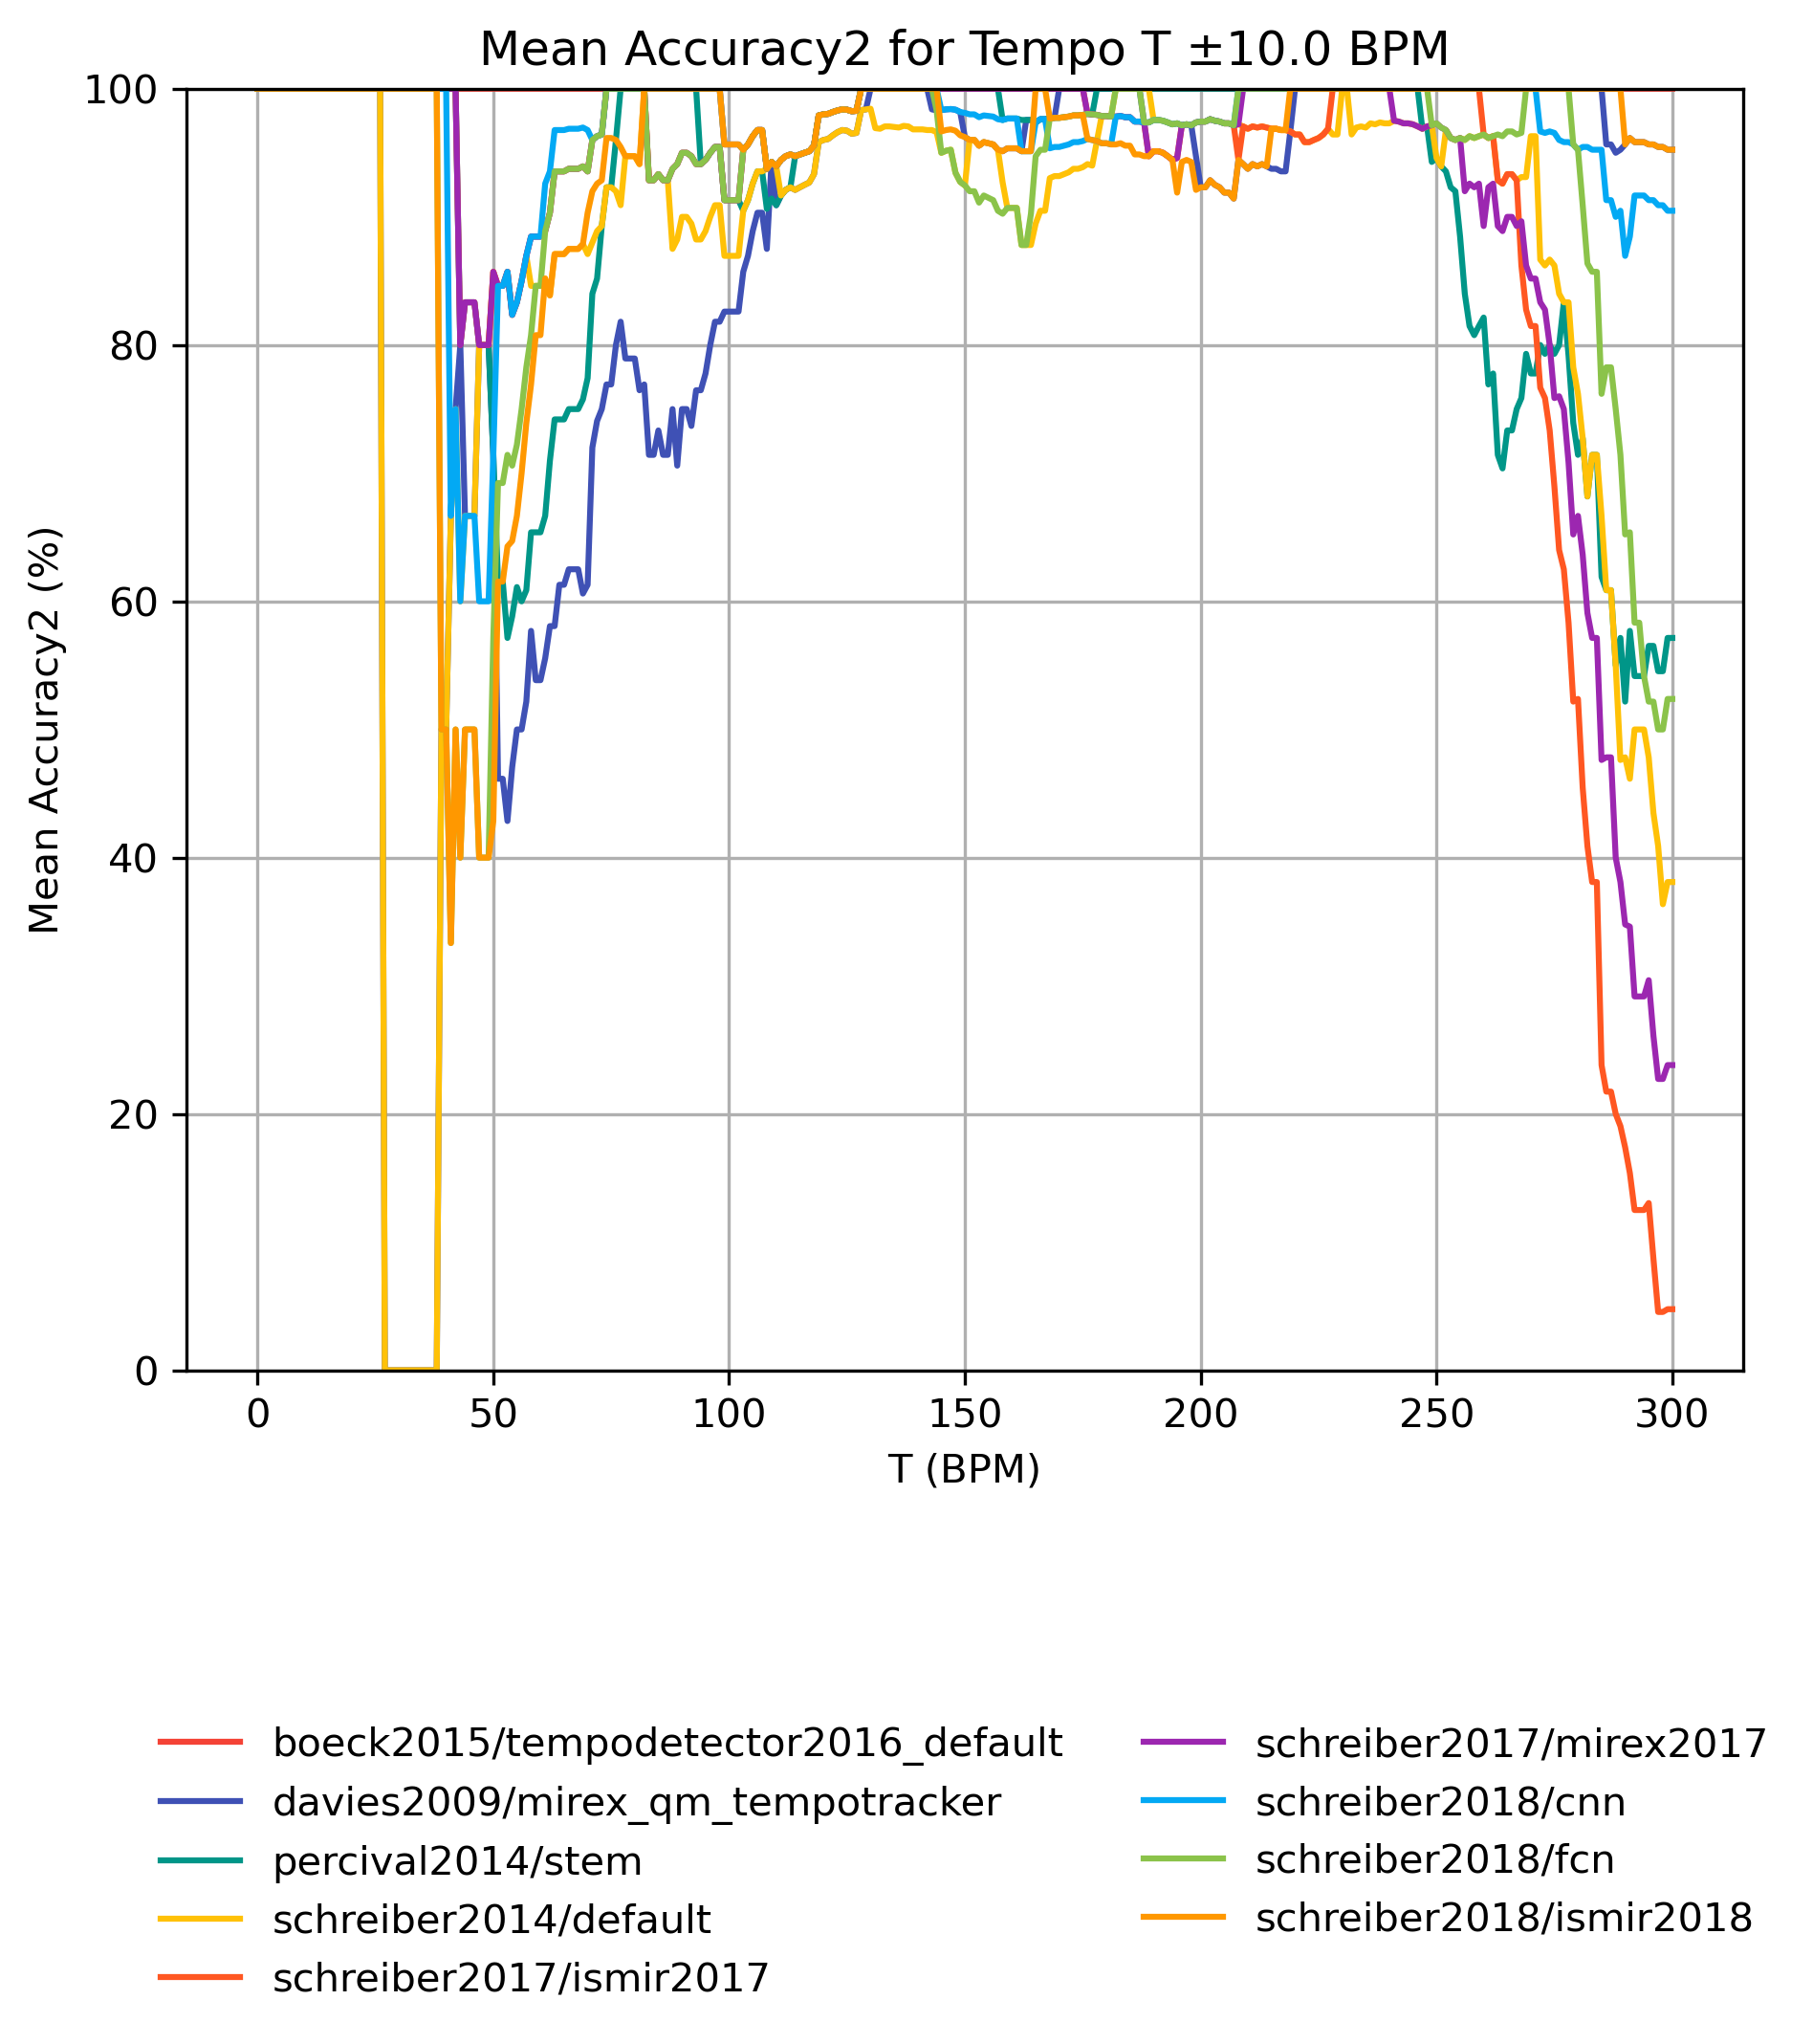 Mean Accuracy2 for Tempo T ±10.0 BPM
100
80
60
40
20
0
Mean Accuracy2 (%)
0 50 100 150 200 250 300
T (BPM)
boeck2015/tempodetector2016_default
davies2009/mirex_qm_tempotracker
percival2014/stem
schreiber2014/default
schreiber2017/ismir2017
schreiber2017/mirex2017
schreiber2018/cnn
schreiber2018/fcn
schreiber2018/ismir2018